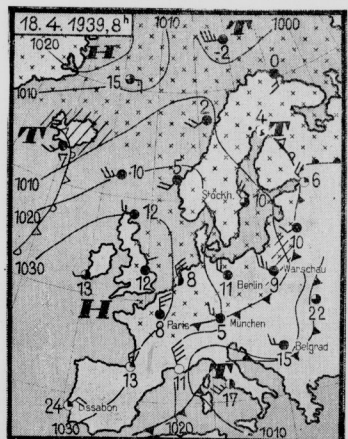 18. 4. 1939, 8ʰ
1010
1000
1020
H
T
-2
15
0
1010
2
4
T
T
7
10
5
6
1010
Stockh.
10
1020
12
10
1030
13
12
8
11
Berlin
9
Warschau
H
8
Paris
5
München
22
15
Belgrad
13
11
T
24
Lissabon
17
1030
1020
1010